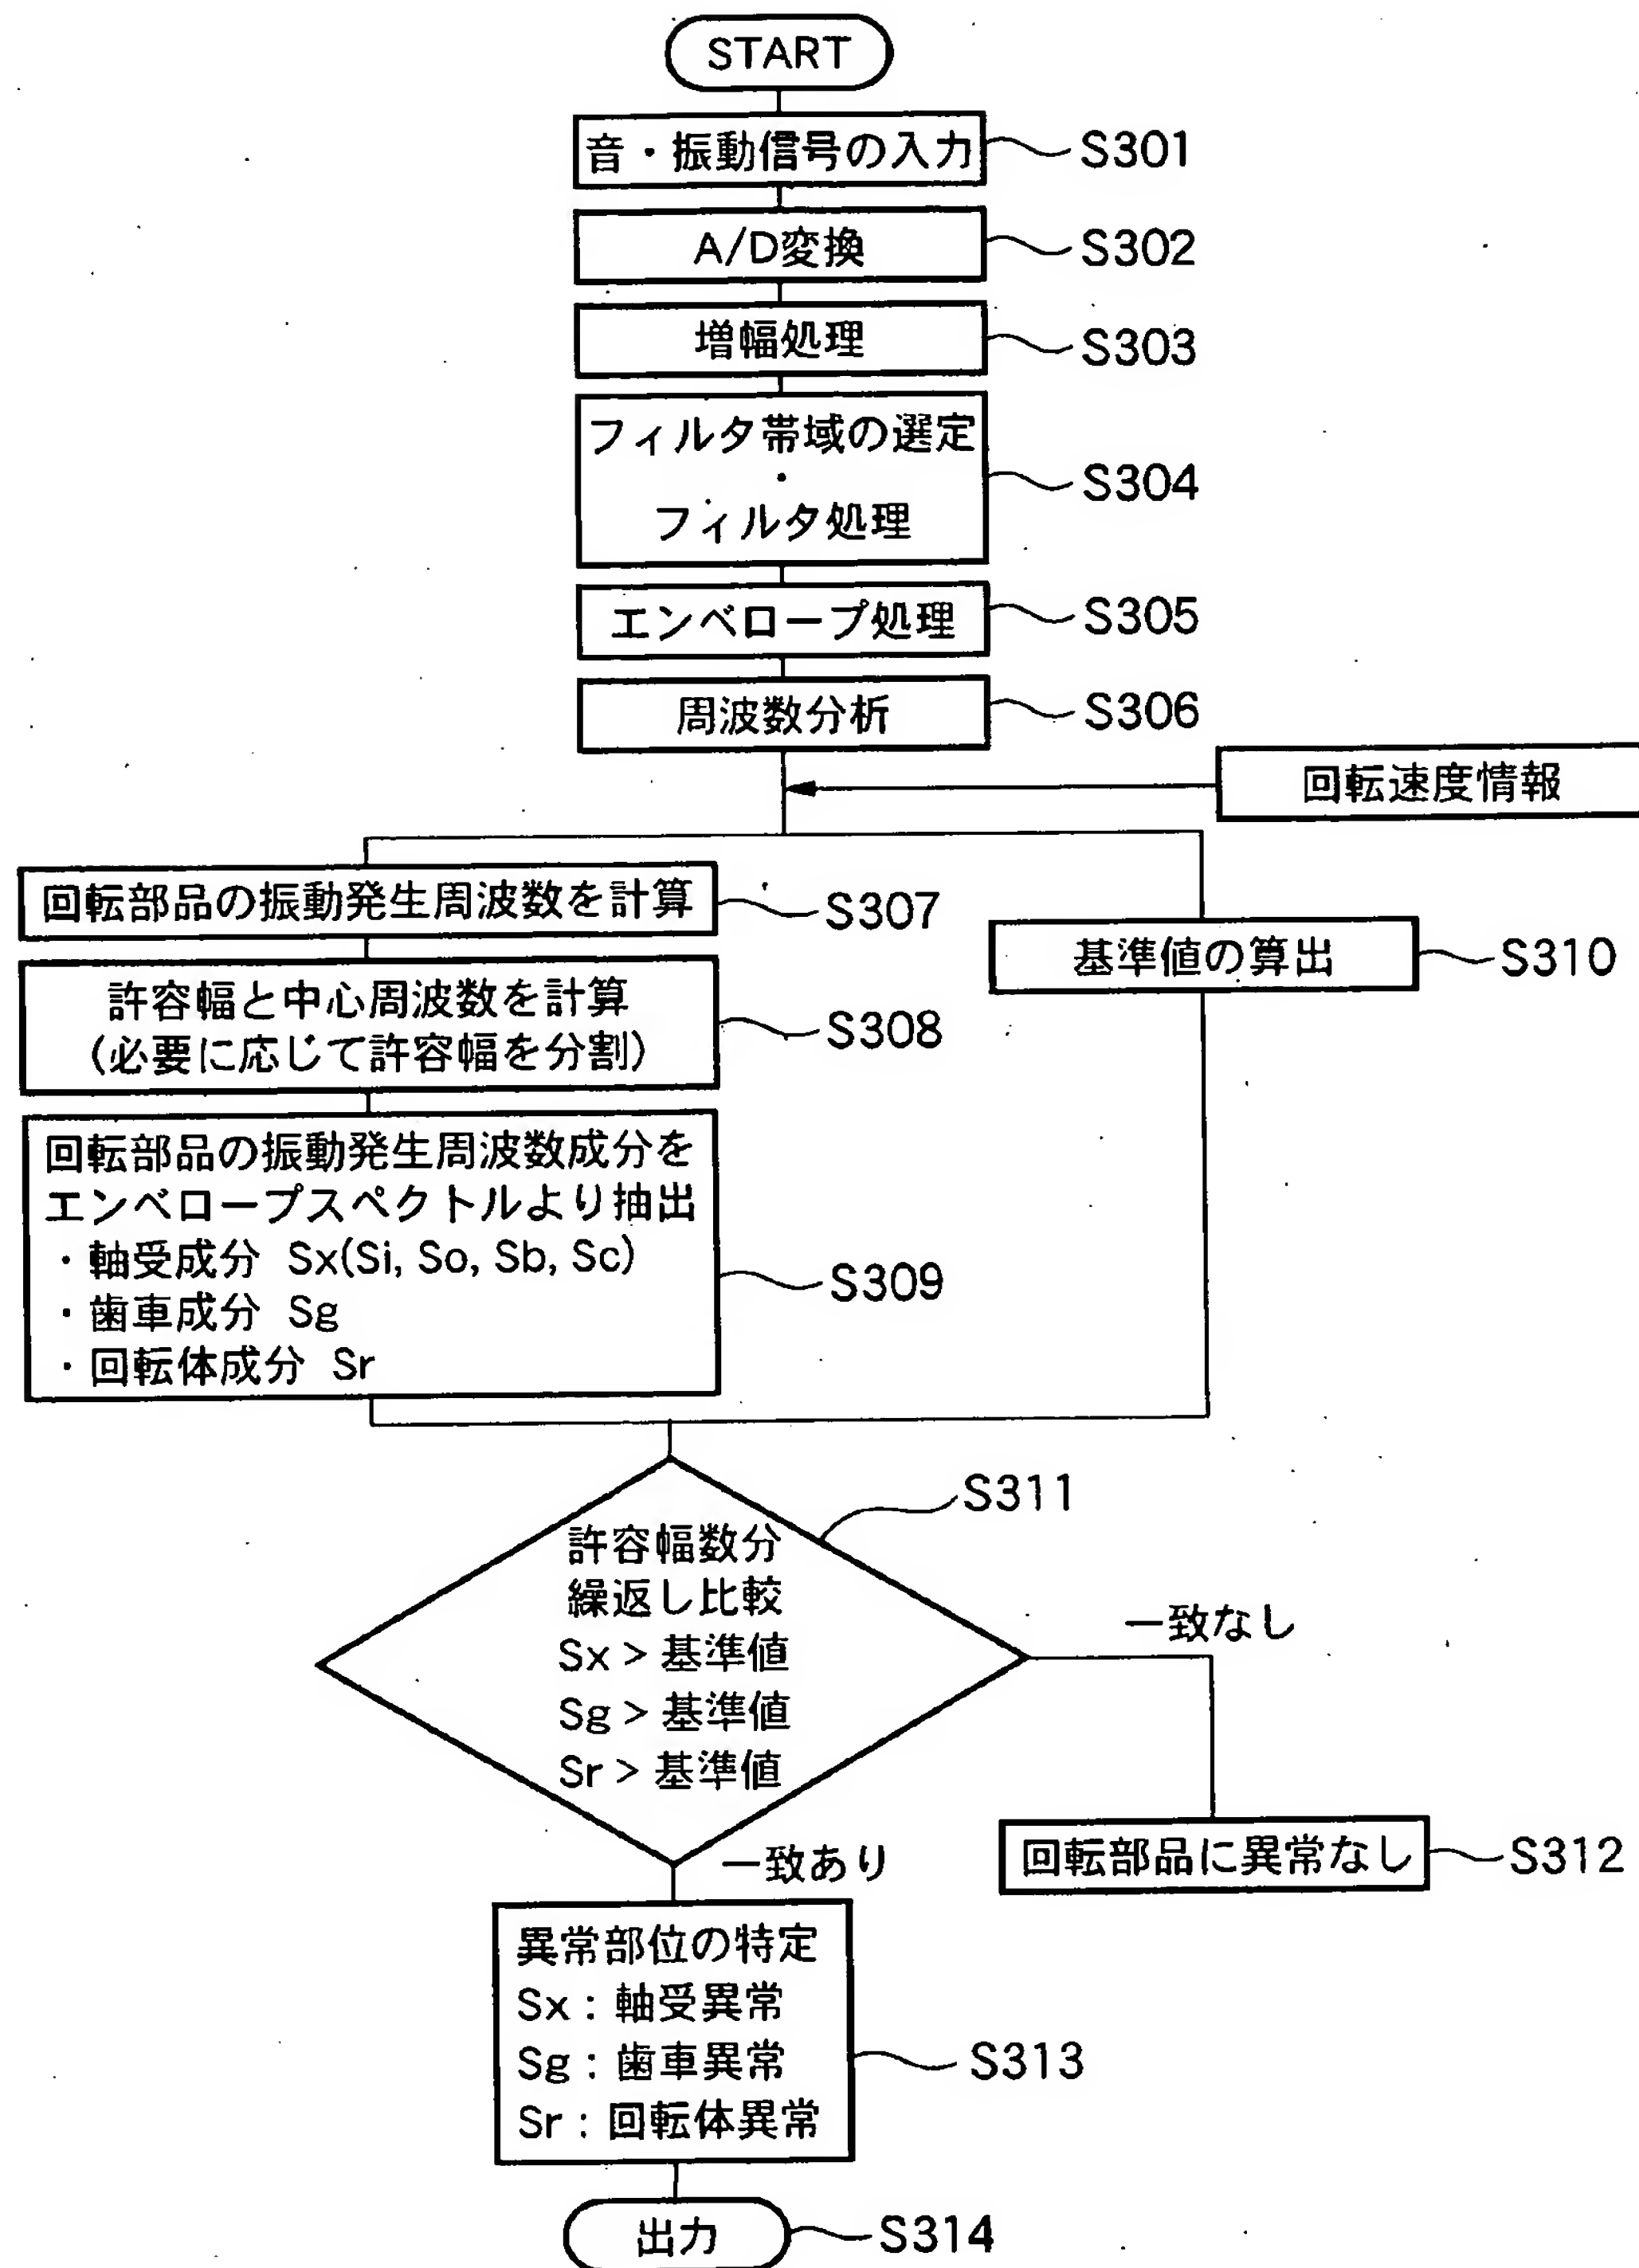 START
音・振動信号の入力
S301
A/D変換
S302
増幅処理
S303
フィルタ帯域の選定
・
フィルタ処理
S304
エンベロープ処理
S305
周波数分析
S306
回転速度情報
回転部品の振動発生周波数を計算
S307
許容幅と中心周波数を計算
(必要に応じて許容幅を分割)
S308
回転部品の振動発生周波数成分を
エンベロープスペクトルより抽出
・軸受成分 Sx(Si, So, Sb, Sc)
・歯車成分 Sg
・回転体成分 Sr
S309
基準値の算出
S310
許容幅数分
繰返し比較
Sx > 基準値
Sg > 基準値
Sr > 基準値
S311
一致なし
回転部品に異常なし
S312
一致あり
異常部位の特定
Sx : 軸受異常
Sg : 歯車異常
Sr : 回転体異常
S313
出力
S314